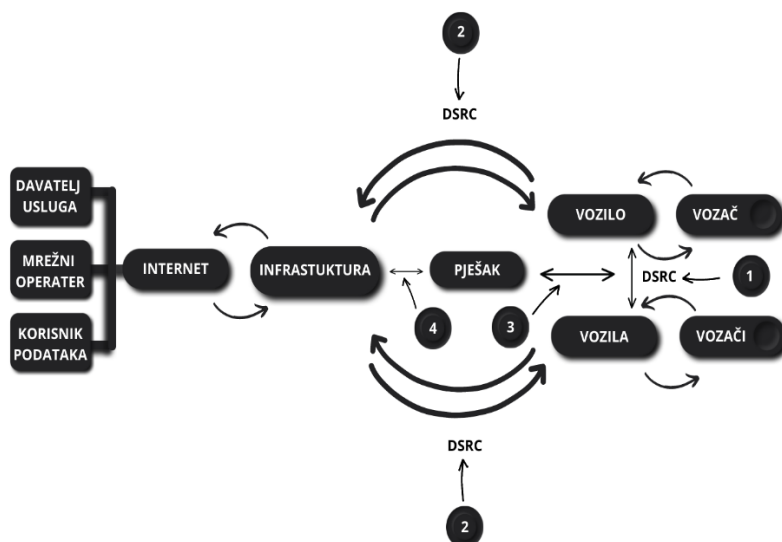 2
DSRC
DAVATELJ
USLUGA
VOZILO
VOZAČ
MREŽNI
OPERATER
INTERNET
INFRASTUKTURA
PJEŠAK
DSRC
1
4
3
KORISNIK
PODATAKA
VOZILA
VOZAČI
DSRC
2